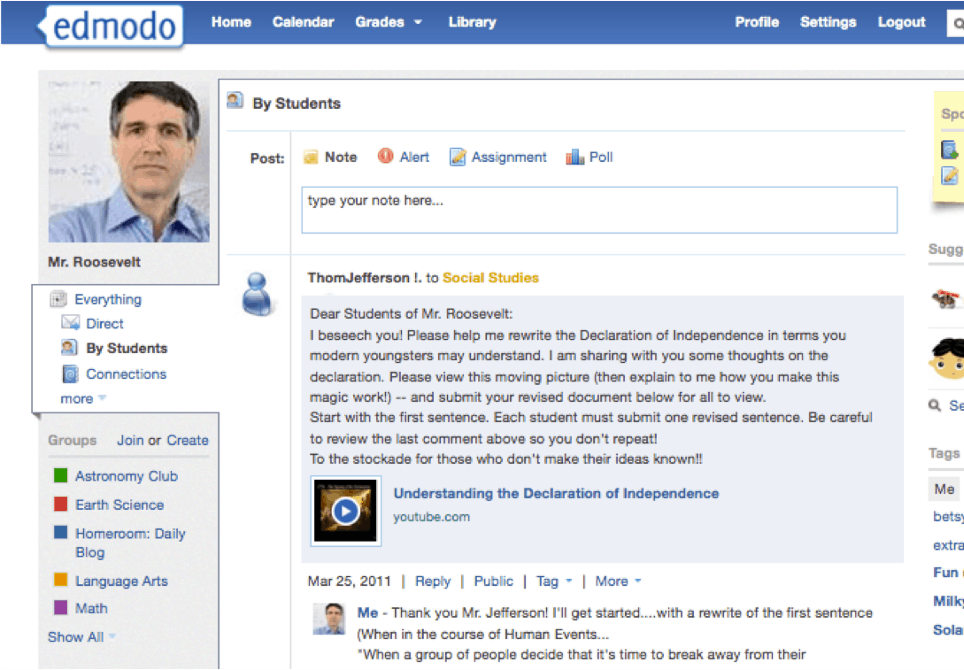 edmodo
Home Calendar Grades Library
Profile Settings Logout
Mr. Roosevelt
Everything
Direct
By Students
Connections
more
Groups Join or Create
Astronomy Club
Earth Science
Homeroom: Daily
Blog
Language Arts
Math
Show All
By Students
Post: Note Alert Assignment Poll
type your note here...
ThomJefferson !. to Social Studies
Dear Students of Mr. Roosevelt:
I beseech you! Please help me rewrite the Declaration of Independence in terms you
modern youngsters may understand. I am sharing with you some thoughts on the
declaration. Please view this moving picture (then explain to me how you make this
magic work!) -- and submit your revised document below for all to view.
Start with the first sentence. Each student must submit one revised sentence. Be careful
to review the last comment above so you don't repeat!
To the stockade for those who don't make their ideas known!!
Understanding the Declaration of Independence
youtube.com
Mar 25, 2011 | Reply | Public | Tag | More
Me - Thank you Mr. Jefferson! I'll get started....with a rewrite of the first sentence
(When in the course of Human Events...
"When a group of people decide that it's time to break away from their
Spo
Sugg
Se
Tags
Me
betsy
extra
Fun
Milky
Sola